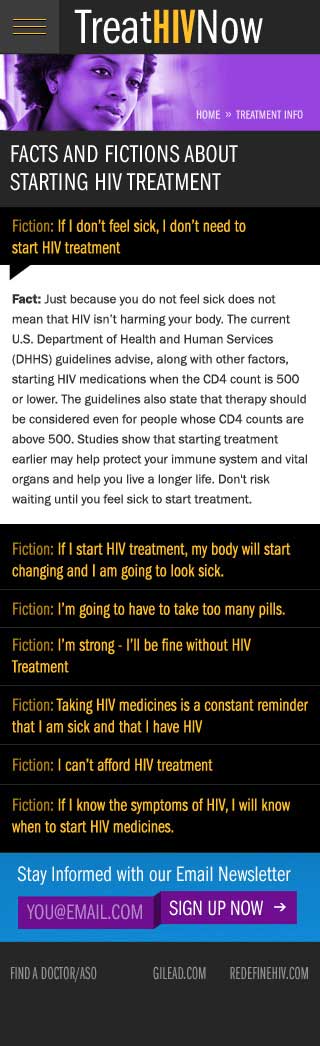 TreatHIVNow
HOME » TREATMENT INFO
FACTS AND FICTIONS ABOUT
STARTING HIV TREATMENT
Fiction: If I don't feel sick, I don't need to
start HIV treatment
Fact: Just because you do not feel sick does not
mean that HIV isn't harming your body. The current
U.S. Department of Health and Human Services
(DHHS) guidelines advise, along with other factors,
starting HIV medications when the CD4 count is 500
or lower. The guidelines also state that therapy should
be considered even for people whose CD4 counts are
above 500. Studies show that starting treatment
earlier may help protect your immune system and vital
organs and help you live a longer life. Don't risk
waiting until you feel sick to start treatment.
Fiction: If I start HIV treatment, my body will start
changing and I am going to look sick.
Fiction: I'm going to have to take too many pills.
Fiction: I'm strong - I'll be fine without HIV
Treatment
Fiction: Taking HIV medicines is a constant reminder
that I am sick and that I have HIV
Fiction: I can't afford HIV treatment
Fiction: If I know the symptoms of HIV, I will know
when to start HIV medicines.
Stay Informed with our Email Newsletter
YOU@EMAIL.COM SIGN UP NOW →
FIND A DOCTOR/ASO GILEAD.COM REDEFINEHIV.COM